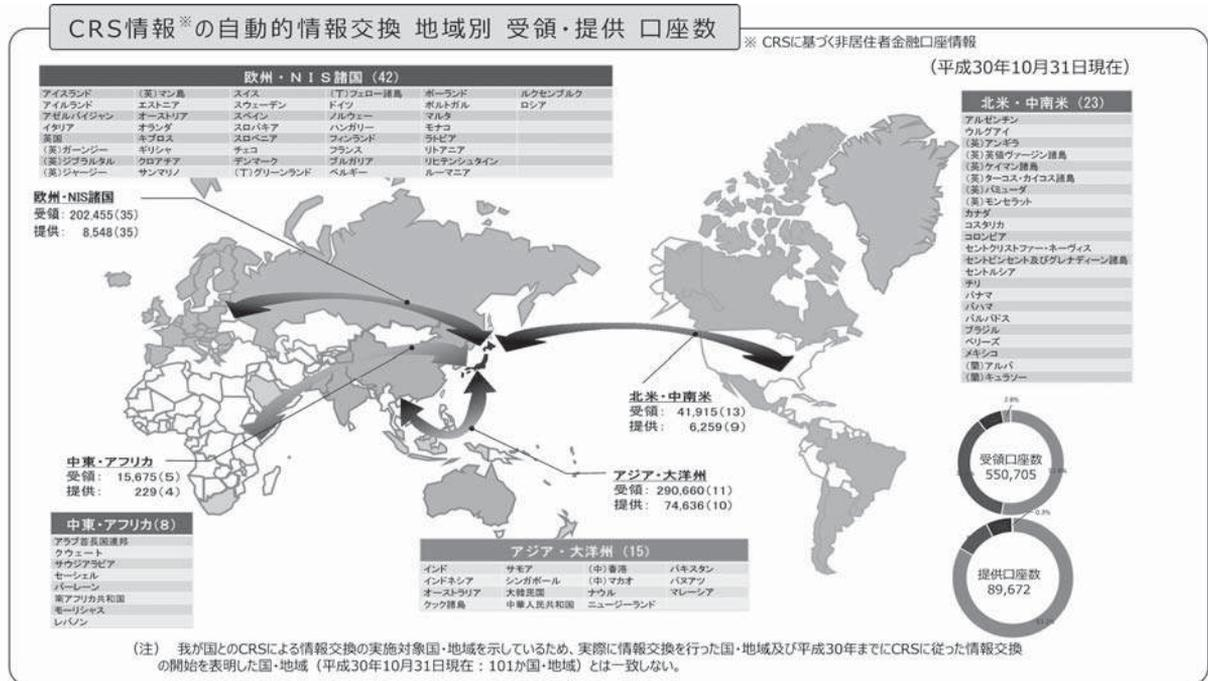 CRS情報※の自動的情報交換 地域別 受領・提供 口座数
※ CRSに基づく非居住者金融口座情報
(平成30年10月31日現在)
欧州・NIS諸国 (42)
アイスランド (英)マン島 スイス (丁)フェロー諸島 ポーランド ルクセンブルク
アイルランド エストニア スウェーデン ドイツ ポルトガル ロシア
アゼルバイジャン オーストリア スペイン ノルウェー マルタ
イタリア オランダ スロバキア ハンガリー モナコ
英国 キプロス スロベニア フィンランド ラトビア
(英)ガーンジー ギリシャ チェコ フランス リトアニア
(英)ジブラルタル クロアチア デンマーク ブルガリア リヒテンシュタイン
(英)ジャージー サンマリノ (丁)グリーンランド ベルギー ルーマニア
北米・中南米 (23)
アルゼンチン
ウルグアイ
(英)アンギラ
(英)英領ヴァージン諸島
(英)ケイマン諸島
(英)タークス・カイコス諸島
(英)バミューダ
(英)モンセラット
カナダ
コスタリカ
コロンビア
セントクリストファー・ネーヴィス
セントビンセント及びグレナディーン諸島
セントルシア
チリ
パナマ
バハマ
バルバドス
ブラジル
ベリーズ
メキシコ
(蘭)アルバ
(蘭)キュラソー
欧州・NIS諸国
受領: 202,455(35)
提供: 8,548(35)
北米・中南米
受領: 41,915(13)
提供: 6,259(9)
中東・アフリカ
受領: 15,675(5)
提供: 229(4)
アジア・大洋州
受領: 290,660(11)
提供: 74,636(10)
中東・アフリカ(8)
アラブ首長国連邦
クウェート
サウジアラビア
セーシェル
バーレーン
南アフリカ共和国
モーリシャス
レバノン
アジア・大洋州 (15)
インド サモア (中)香港 パキスタン
インドネシア シンガポール (中)マカオ バヌアツ
オーストラリア 大韓民国 ナウル マレーシア
クック諸島 中華人民共和国 ニュージーランド
2.8%
受領口座数
550,705
0.3%
提供口座数
89,672
(注) 我が国とのCRSによる情報交換の実施対象国・地域を示しているため、実際に情報交換を行った国・地域及び平成30年までにCRSに従った情報交換
の開始を表明した国・地域(平成30年10月31日現在:101か国・地域)とは一致しない。